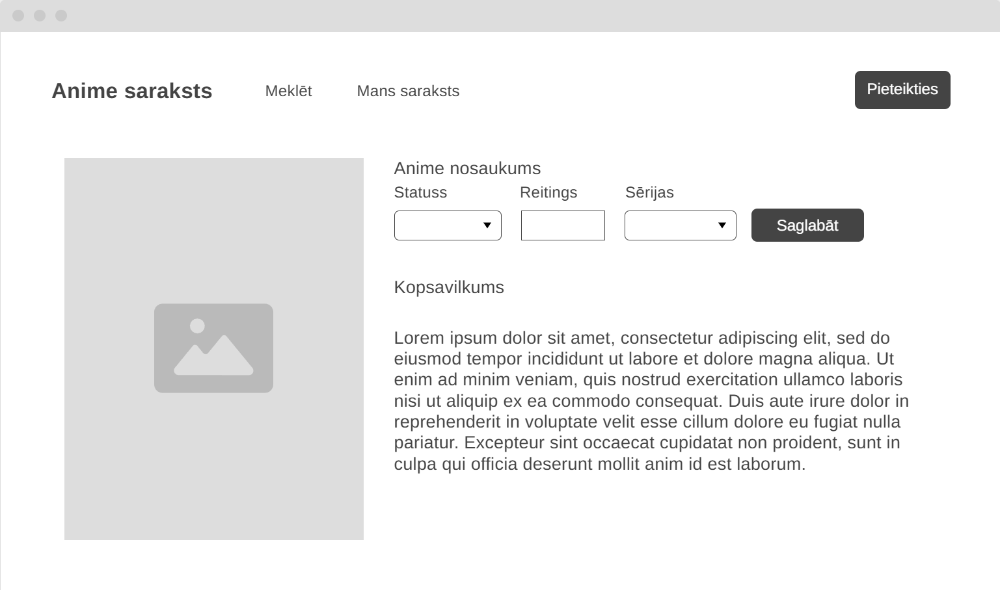 Anime saraksts
Meklēt
Mans saraksts
Pieteikties
Anime nosaukums
Statuss
Reitings
Sērijas
Saglabāt
Kopsavilkums
Lorem ipsum dolor sit amet, consectetur adipiscing elit, sed do
eiusmod tempor incididunt ut labore et dolore magna aliqua. Ut
enim ad minim veniam, quis nostrud exercitation ullamco laboris
nisi ut aliquip ex ea commodo consequat. Duis aute irure dolor in
reprehenderit in voluptate velit esse cillum dolore eu fugiat nulla
pariatur. Excepteur sint occaecat cupidatat non proident, sunt in
culpa qui officia deserunt mollit anim id est laborum.